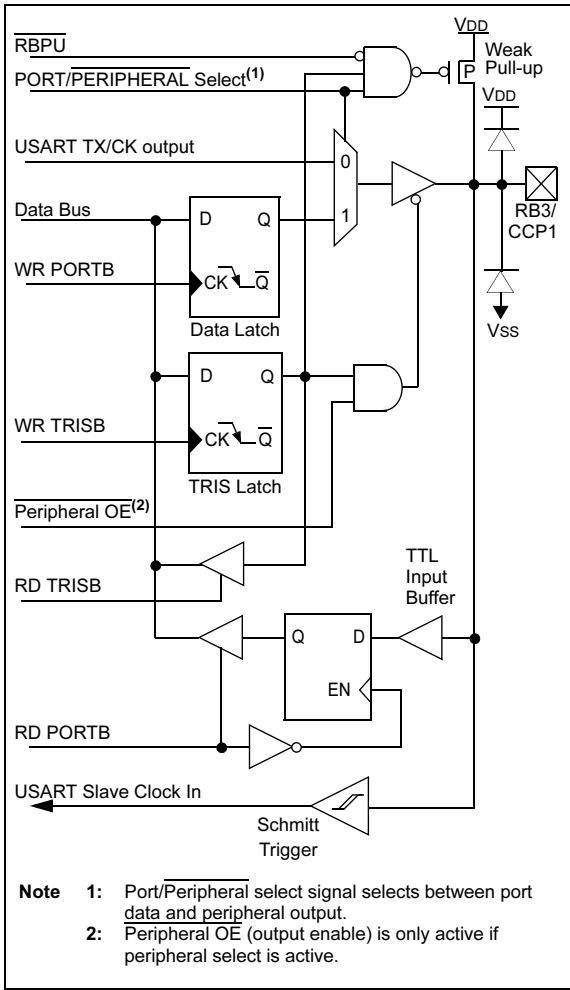 VDD
RBPU
Weak
Pull-up
P
PORT/PERIPHERAL Select(1)
VDD
USART TX/CK output
0
Data Bus
D Q
1
RB3/
CCP1
WR PORTB
CK Q
Data Latch
VSS
D Q
WR TRISB
CK Q
TRIS Latch
Peripheral OE(2)
TTL
Input
Buffer
RD TRISB
Q D
EN
RD PORTB
USART Slave Clock In
Schmitt
Trigger
Note 1: Port/Peripheral select signal selects between port
data and peripheral output.
2: Peripheral OE (output enable) is only active if
peripheral select is active.